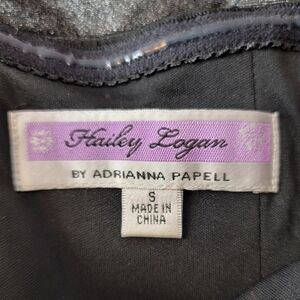 Hailey Logan
BY ADRIANNA PAPELL
S
MADE IN
CHINA